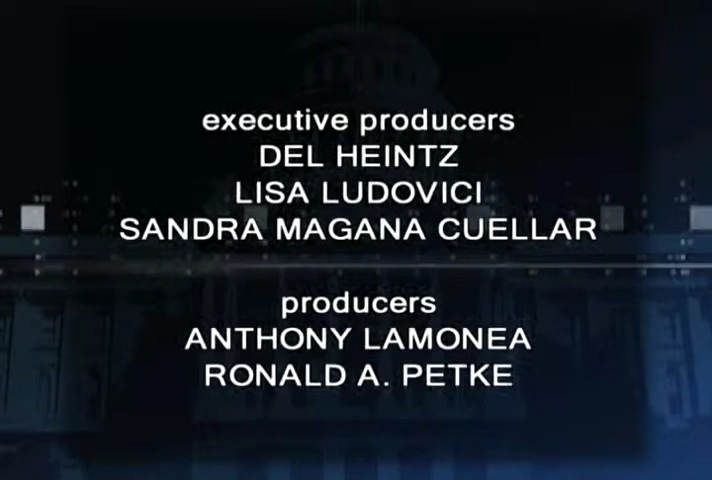 executive producers
DEL HEINTZ
LISA LUDOVICI
SANDRA MAGANA CUELLAR
producers
ANTHONY LAMONEA
RONALD A. PETKE